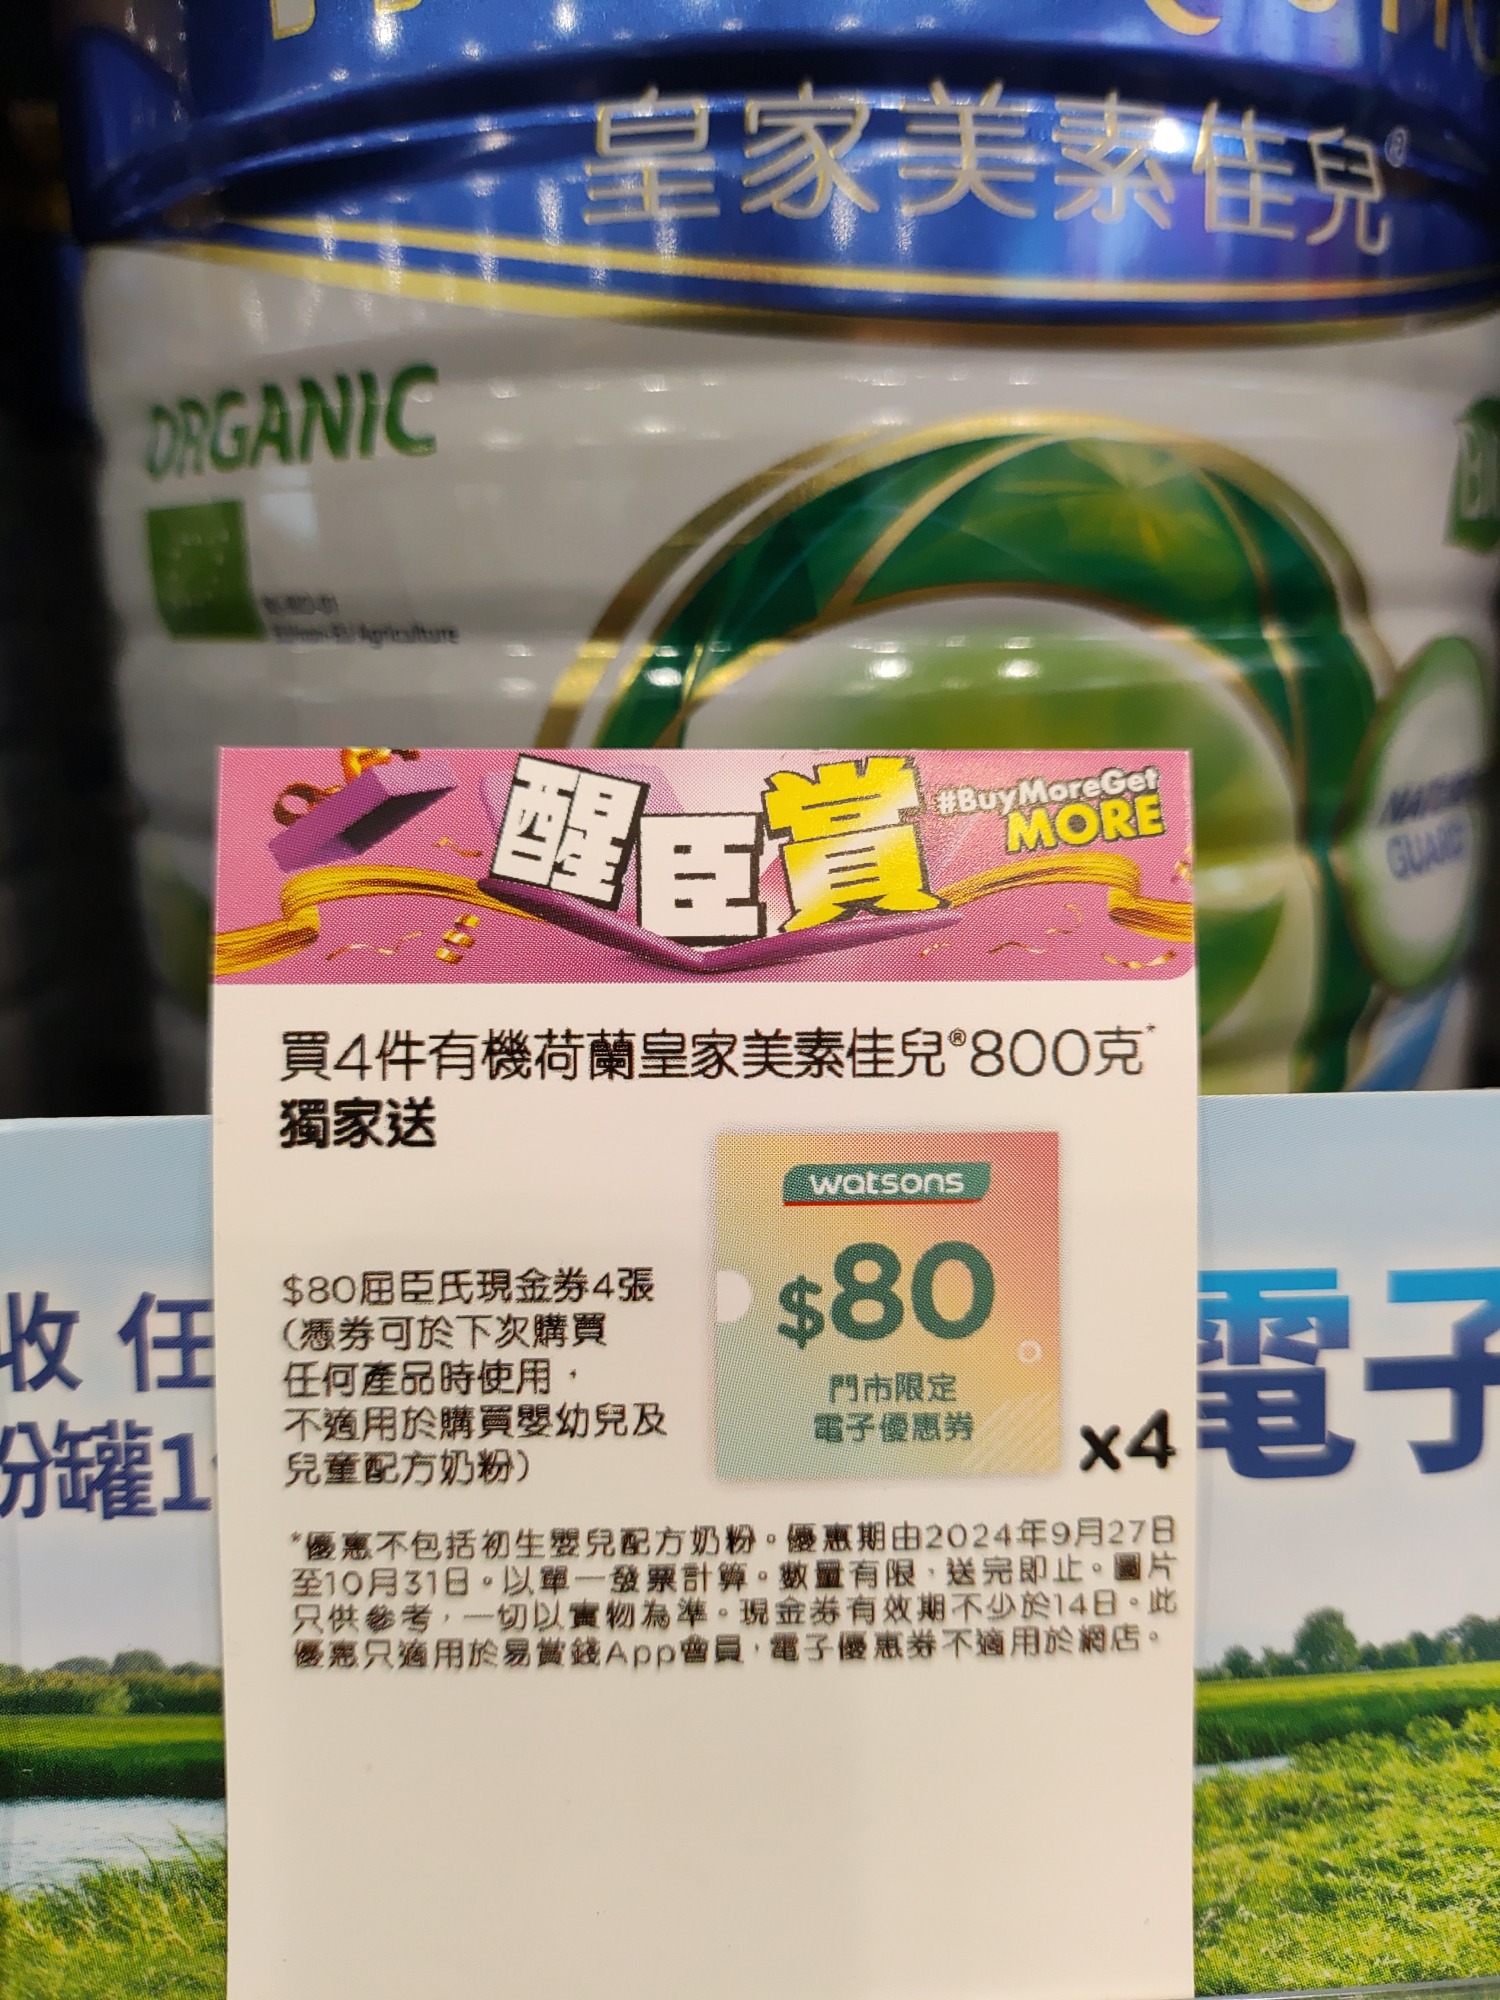 皇家美素佳兒®
ORGANIC
Agriculture
GUARD
醒臣賞
#BuyMoreGet
MORE
買4件有機荷蘭皇家美素佳兒®800克*
獨家送
watsons
$80
門市限定
電子優惠券
x4
$80屈臣氏現金券4張
(憑券可於下次購買
任何產品時使用，
不適用於購買嬰幼兒及
兒童配方奶粉)
*優惠不包括初生嬰兒配方奶粉。優惠期由2024年9月27日
至10月31日。以單一發票計算。數量有限，送完即止。圖片
只供參考，一切以實物為準。現金券有效期不少於14日。此
優惠只適用於易賞錢App會員，電子優惠券不適用於網店。
收 任
份罐1
電子